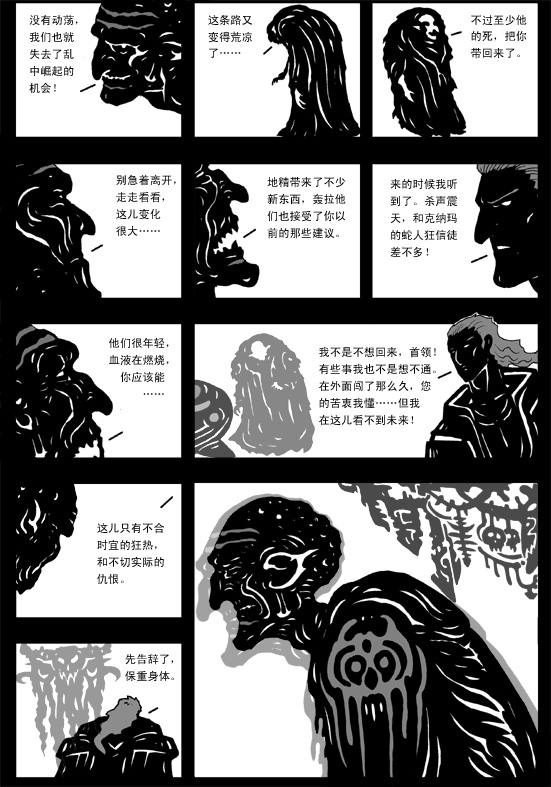 没有动荡，
我们也就
失去了乱
中崛起的
机会！
这条路又
变得荒凉
了……
不过至少他
的死，把你
带回来了。
别急着离开，
走走看看，
这儿变化
很大……
地精带来了不少
新东西，轰拉他
们也接受了你以
前的那些建议。
来的时候我听
到了。杀声震
天，和克纳玛
的蛇人狂信徒
差不多！
他们很年轻，
血液在燃烧，
你应该能
……
我不是不想回来，首领！
有些事我也不是想不通。
在外面闯了那么久，您
的苦衷我懂……但我
在这儿看不到未来！
这儿只有不合
时宜的狂热，
和不切实际的
仇恨。
先告辞了，
保重身体。